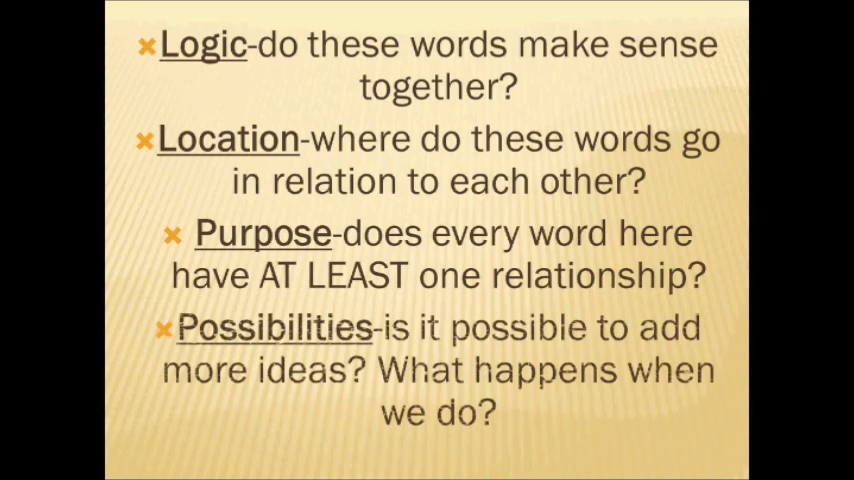 Logic-do these words make sense
together?
Location-where do these words go
in relation to each other?
Purpose-does every word here
have AT LEAST one relationship?
Possibilities-is it possible to add
more ideas? What happens when
we do?